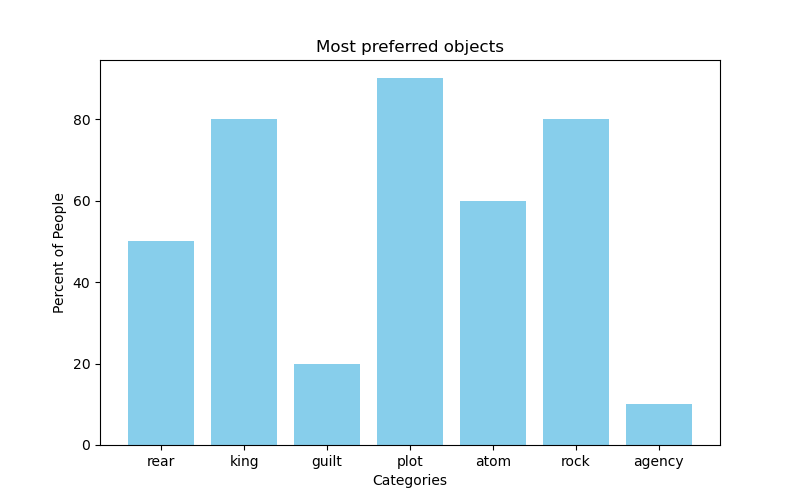 Most preferred objects
Percent of People
80
60
40
20
0
rear king guilt plot atom rock agency
Categories